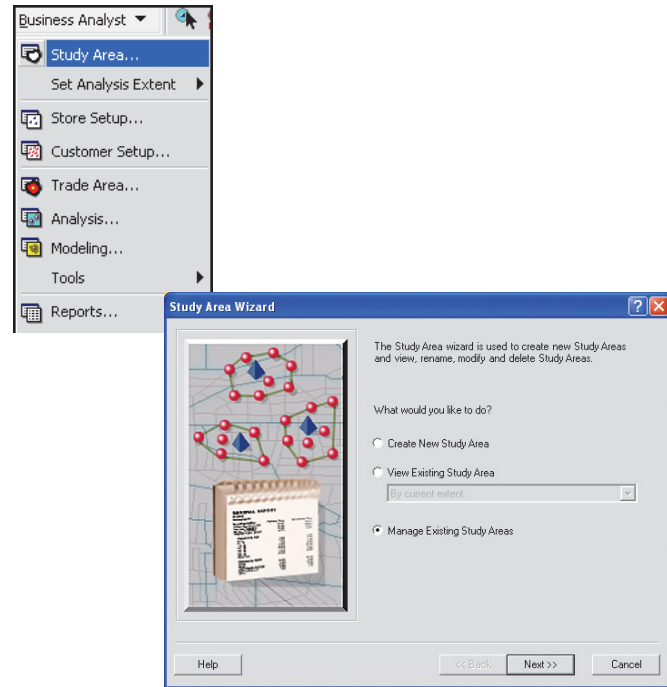 Business Analyst
Study Area...
Set Analysis Extent
Store Setup...
Customer Setup...
Trade Area...
Analysis...
Modeling...
Tools
Reports...
Study Area Wizard
The Study Area wizard is used to create new Study Areas
and view, rename, modify and delete Study Areas.
What would you like to do?
Create New Study Area
View Existing Study Area
By current extent
Manage Existing Study Areas
Help
<< Back
Next >>
Cancel